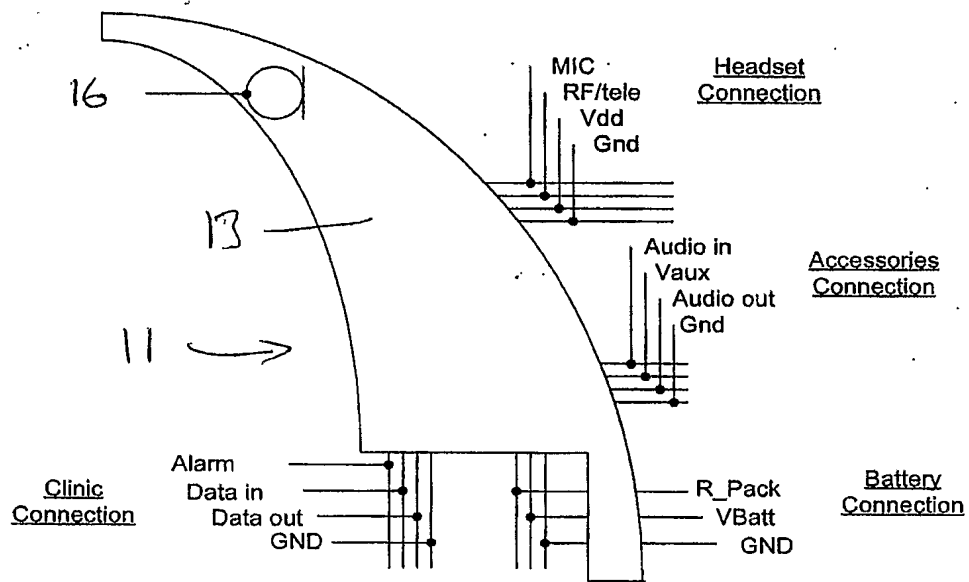 16
MIC
RF/tele
Vdd
Gnd
Headset
Connection
13
Audio in
Vaux
Audio out
Gnd
Accessories
Connection
11
Clinic
Connection
Alarm
Data in
Data out
GND
R_Pack
VBatt
GND
Battery
Connection